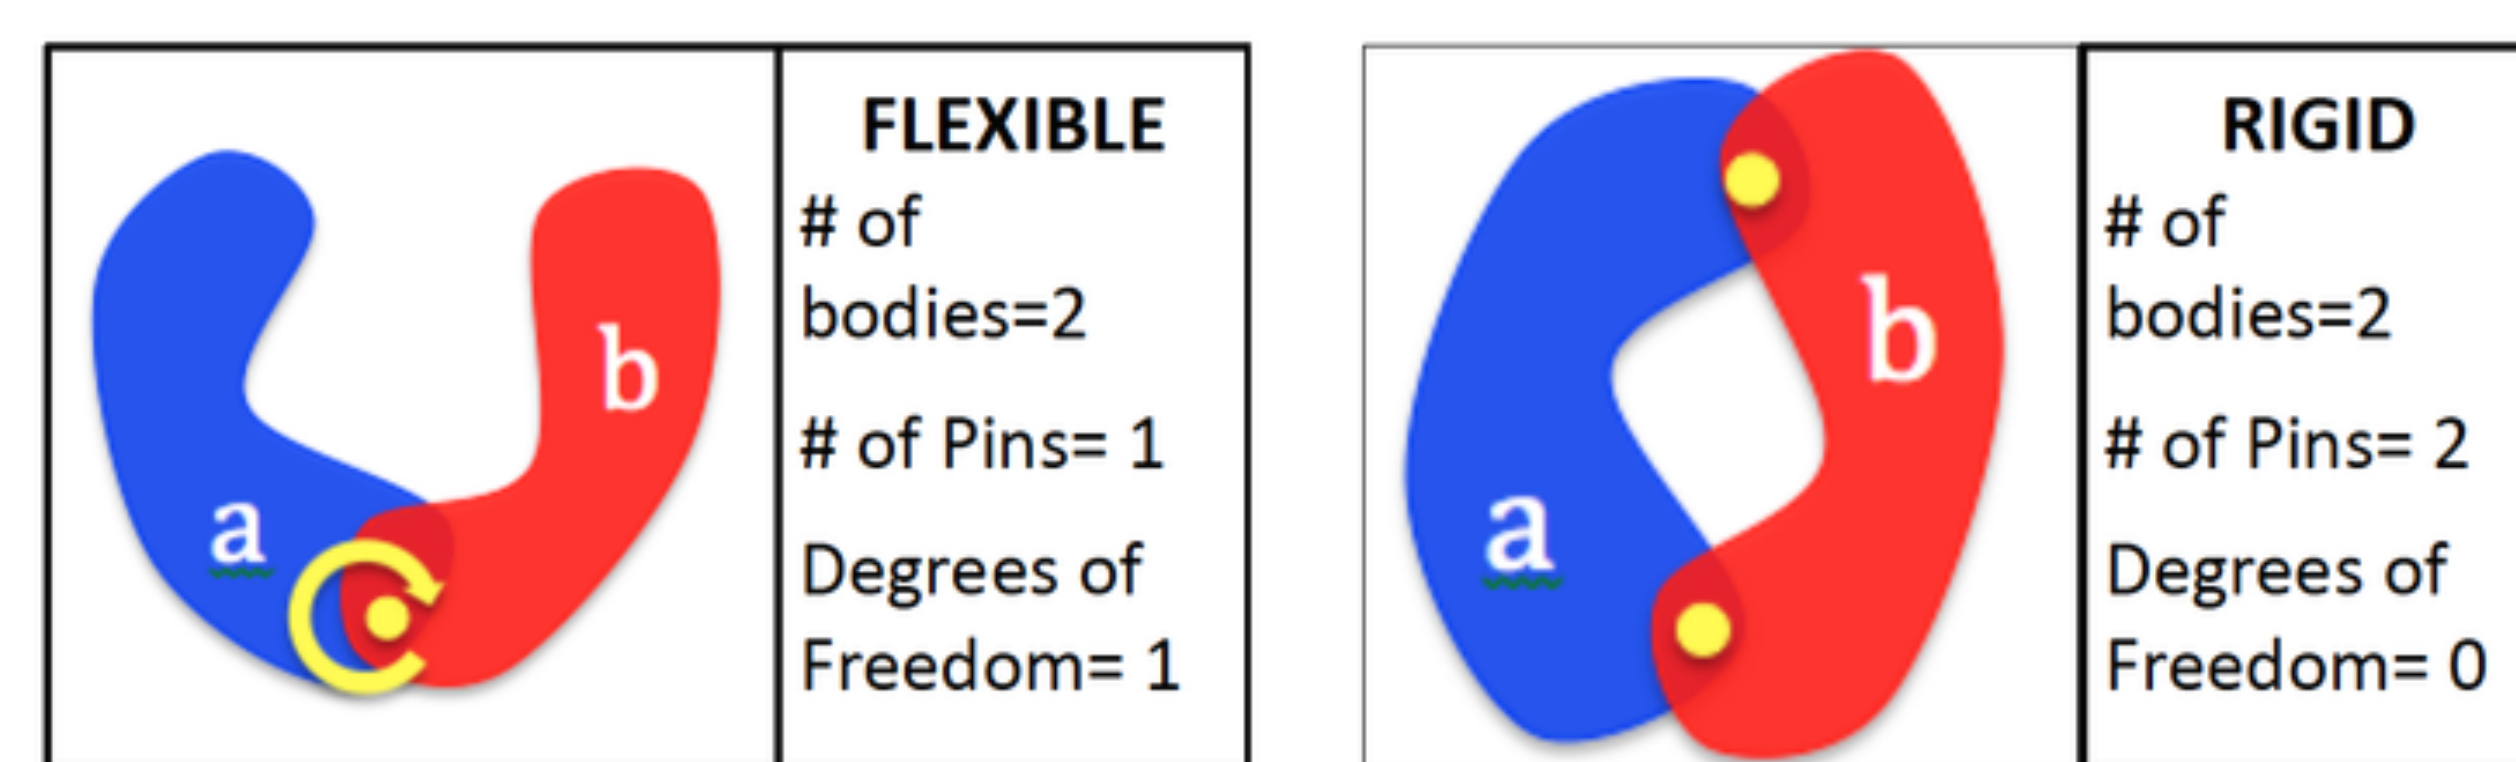 a
b
FLEXIBLE
# of
bodies=2
# of Pins= 1
Degrees of
Freedom= 1
a
b
RIGID
# of
bodies=2
# of Pins= 2
Degrees of
Freedom= 0